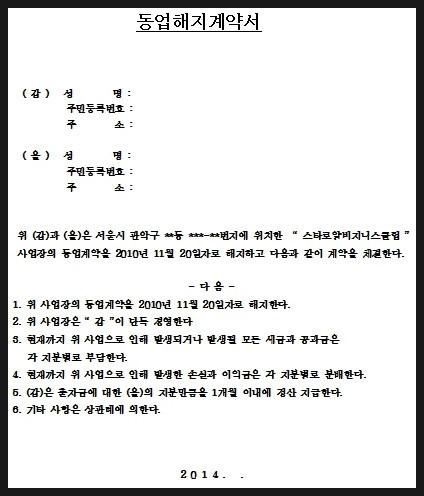 동업해지계약서
( 갑 ) 성 명 :
주민등록번호 :
주 소 :
( 을 ) 성 명 :
주민등록번호 :
주 소 :
위 (갑)과 (을)은 서울시 관악구 **동 ***-**번지에 위치한 “ 스타로얄비지니스클럽 ”
사업장의 동업계약을 2010년 11월 20일자로 해지하고 다음과 같이 계약을 체결한다.
- 다 음 -
1. 위 사업장의 동업계약을 2010년 11월 20일자로 해지한다.
2. 위 사업장은 “ 갑 ”이 단독 경영한다
3. 현재까지 위 사업으로 인해 발생되거나 발생될 모든 세금과 공과금은
각 지분별로 부담한다.
4. 현재까지 위 사업으로 인해 발생한 손실과 이익금은 각 지분별로 분배한다.
5. (갑)은 출자금에 대한 (을)의 지분만큼을 1개월 이내에 정산 지급한다.
6. 기타 사항은 상관례에 의한다.
2014. .